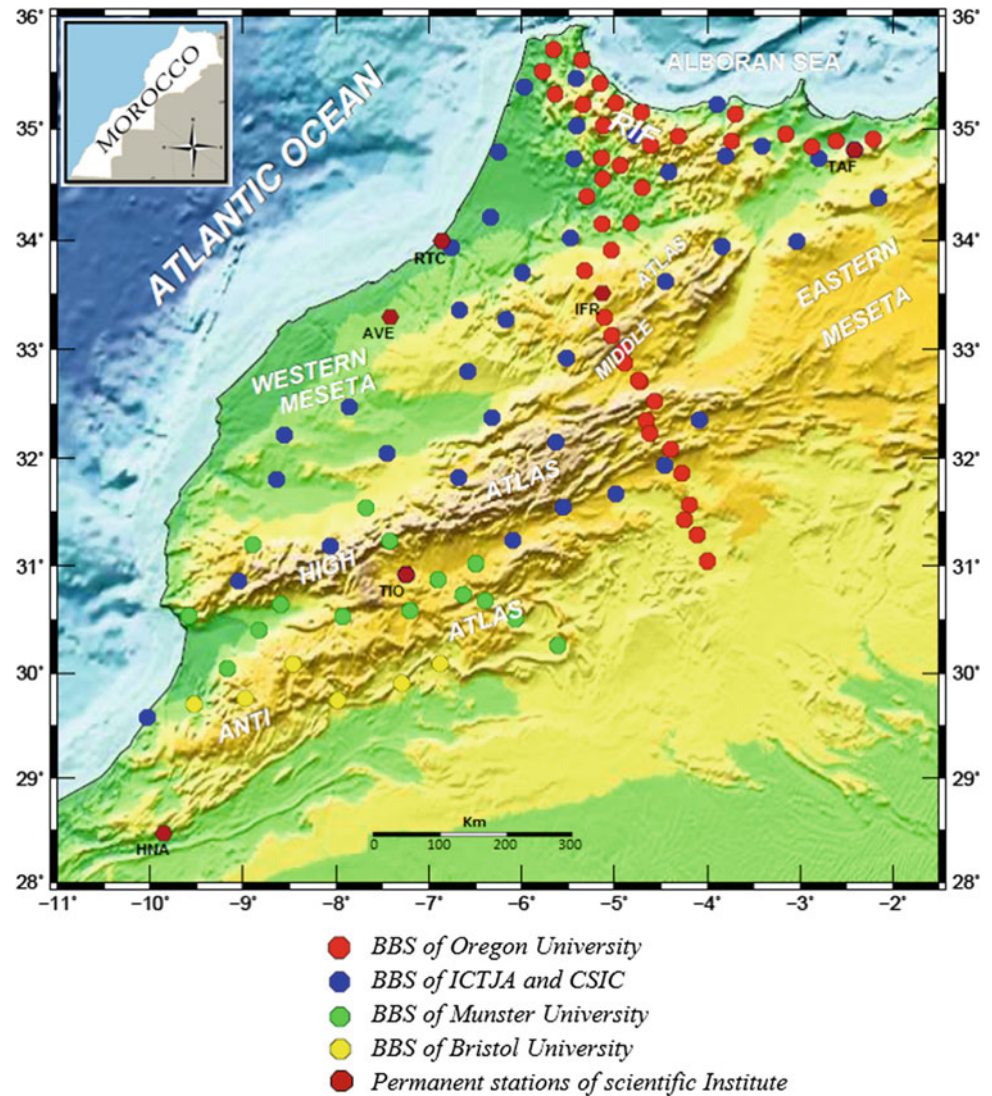 36° 36°
MOROCCO
ALBORAN SEA
ATLANTIC OCEAN
RIF
35° 35°
TAF
34° 34°
RTC
ATLAS
EASTERN
MESETA
IFR
AVE
MIDDLE
33° 33°
WESTERN
MESETA
32° 32°
ATLAS
HIGH
31° 31°
TIO
ATLAS
30° 30°
ANTI
29° 29°
Km
0 100 200 300
HNA
28° 28°
−11° −10° −9° −8° −7° −6° −5° −4° −3° −2°
BBS of Oregon University
BBS of ICTJA and CSIC
BBS of Munster University
BBS of Bristol University
Permanent stations of scientific Institute